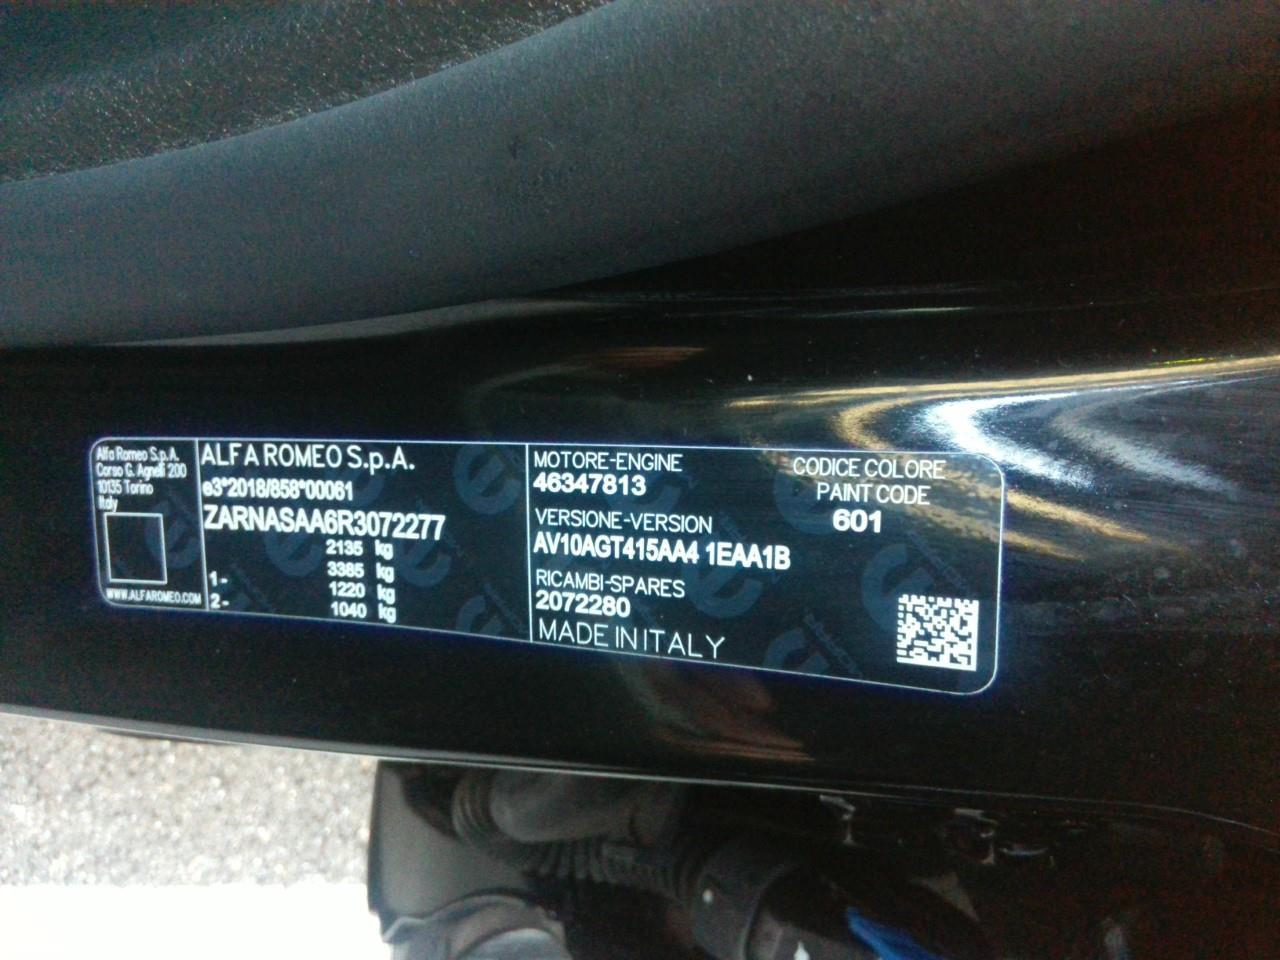 Alfa Romeo S.p.A.
Corso G. Agnelli 200
10135 Torino
Italy
WWW.ALFAROMEO.COM
ALFA ROMEO S.p.A.
e3*2018/858*00061
ZARNASAA6R3072277
2135 kg
3385 kg
1- 1220 kg
2- 1040 kg
MOTORE-ENGINE
46347813
VERSIONE-VERSION
AV10AGT415AA4 1EAA1B
RICAMBI-SPARES
2072280
MADE IN ITALY
CODICE COLORE
PAINT CODE
601